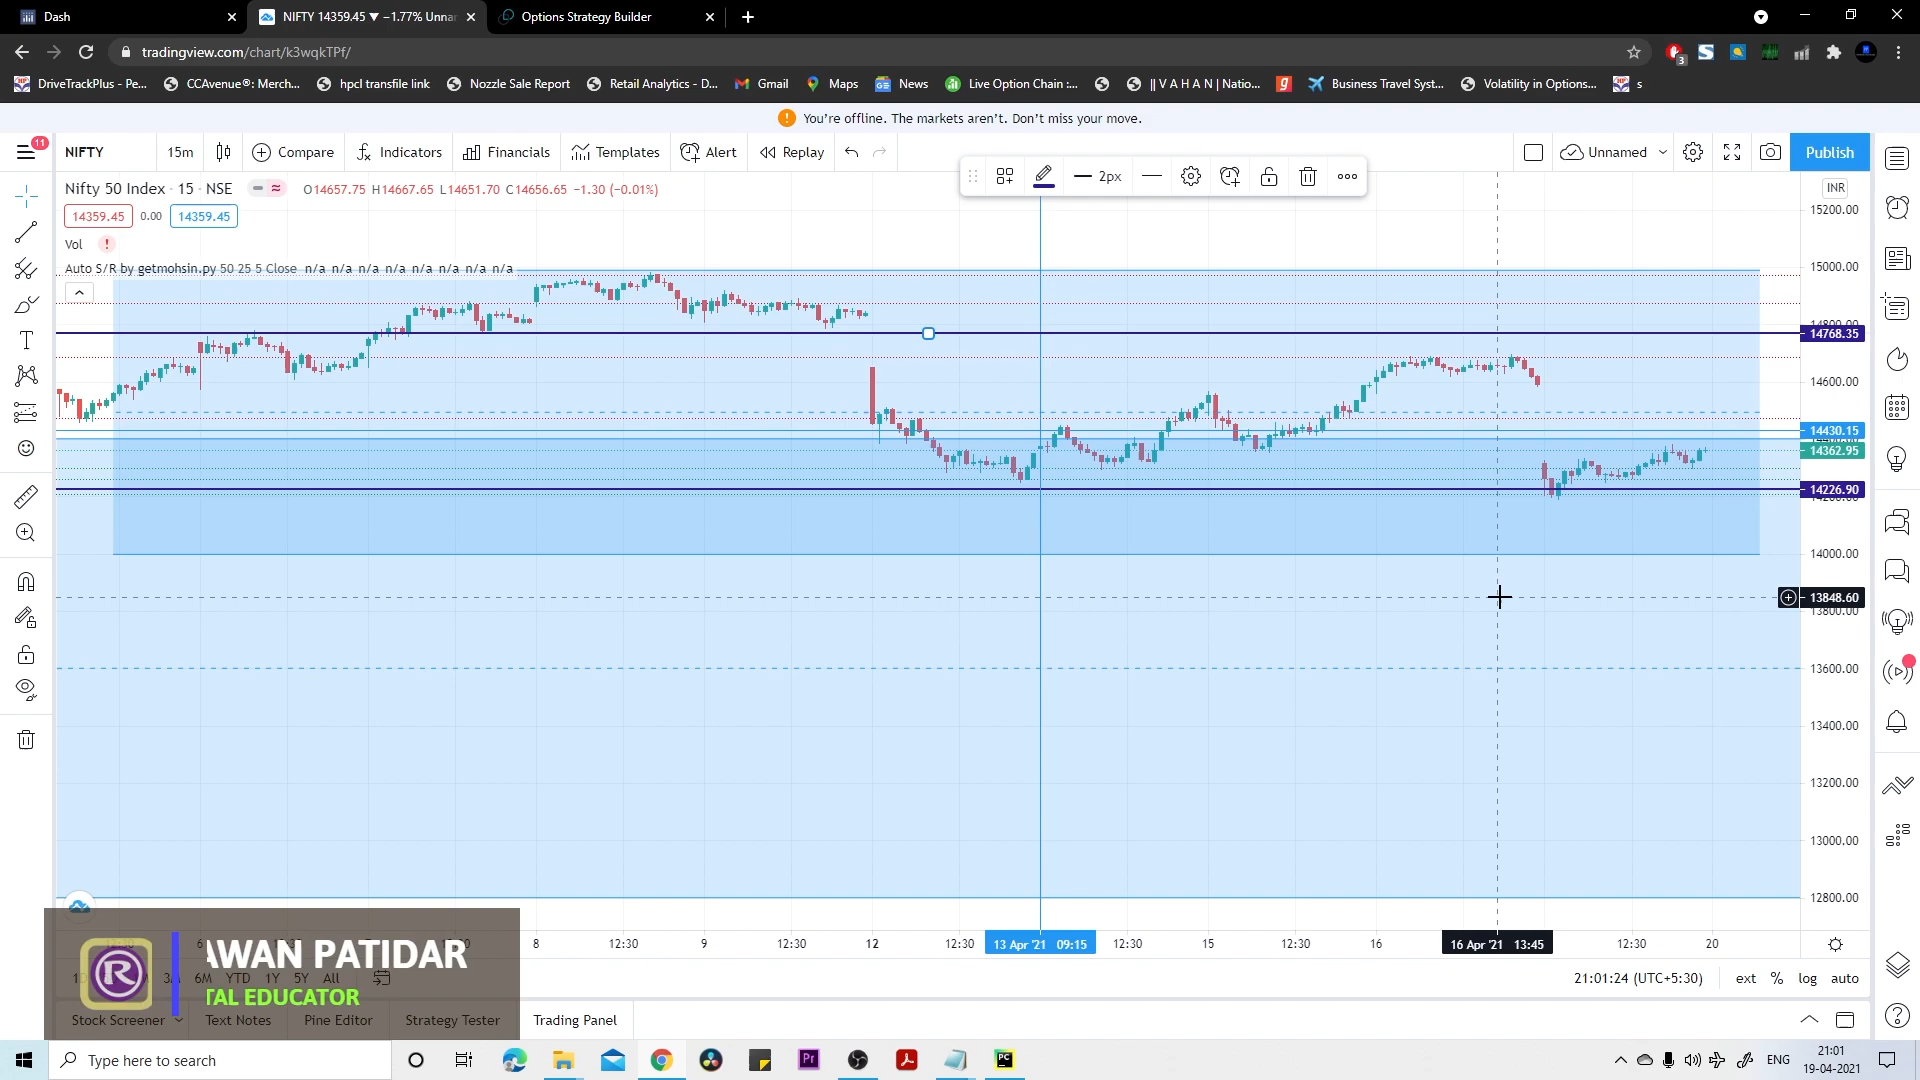 Dash
NIFTY 14359.45 ▼ −1.77% Unnar
Options Strategy Builder
tradingview.com/chart/k3wqkTPf/
3
DriveTrackPlus - Pe...
CCAvenue®: Merch...
hpcl transfile link
Nozzle Sale Report
Retail Analytics - D...
Gmail
Maps
News
Live Option Chain :...
|| V A H A N | Natio...
Business Travel Syst...
Volatility in Options...
s
You're offline. The markets aren't. Don't miss your move.
11
NIFTY
15m
Compare
Indicators
Financials
Templates
Alert
Replay
Unnamed
Publish
2px
Nifty 50 Index · 15 · NSE
O14657.75 H14667.65 L14651.70 C14656.65 −1.30 (−0.01%)
INR
14359.45 0.00 14359.45
Vol
Auto S/R by getmohsin.py 50 25 5 Close n/a n/a n/a n/a n/a n/a n/a n/a
15200.00
15000.00
14768.35
14600.00
14430.15
14362.95
14226.90
14000.00
13848.60
13800.00
13600.00
13400.00
13200.00
13000.00
12800.00
6
8
12:30
9
12:30
12
12:30
13 Apr '21 09:15
12:30
15
12:30
16
16 Apr '21 13:45
12:30
20
AWAN PATIDAR
TAL EDUCATOR
R
6M YTD 1Y 5Y All
21:01:24 (UTC+5:30)
ext % log auto
Stock Screener
Text Notes
Pine Editor
Strategy Tester
Trading Panel
Type here to search
Pr
PC
ENG
21:01
19-04-2021